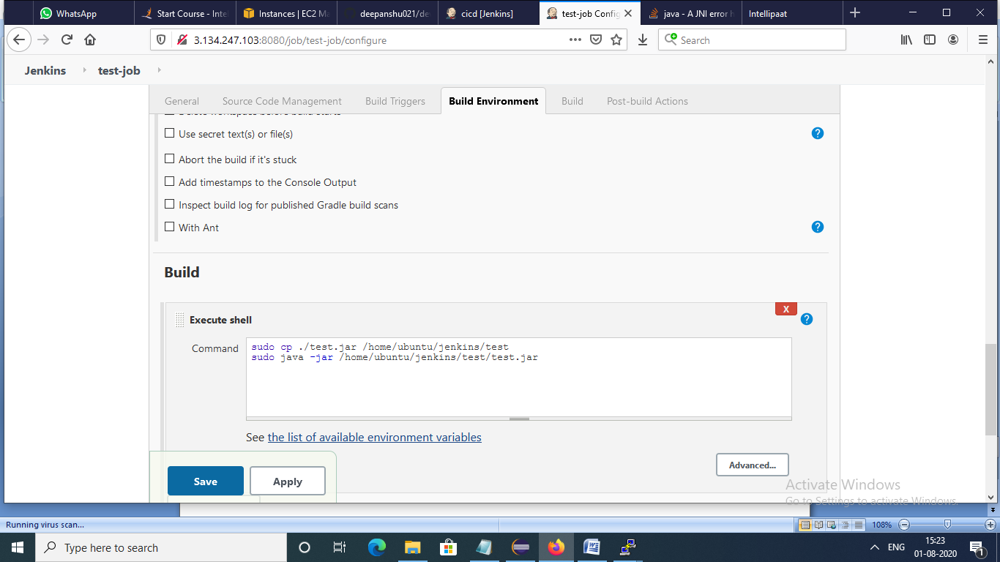 WhatsApp
Start Course - Intel
Instances | EC2 Ma
deepanshu021/de
cicd [Jenkins]
test-job Config
java - A JNI error h
Intellipaat
3.134.247.103:8080/job/test-job/configure
Search
Jenkins
test-job
General
Source Code Management
Build Triggers
Build Environment
Build
Post-build Actions
Delete workspace before build starts
Use secret text(s) or file(s)
Abort the build if it's stuck
Add timestamps to the Console Output
Inspect build log for published Gradle build scans
With Ant
Build
X
Execute shell
Command
sudo cp ./test.jar /home/ubuntu/jenkins/test
sudo java -jar /home/ubuntu/jenkins/test/test.jar
See the list of available environment variables
Advanced...
Save
Apply
Activate Windows
Go to Settings to activate Windows.
Running virus scan...
108%
Type here to search
ENG
15:23
01-08-2020
1